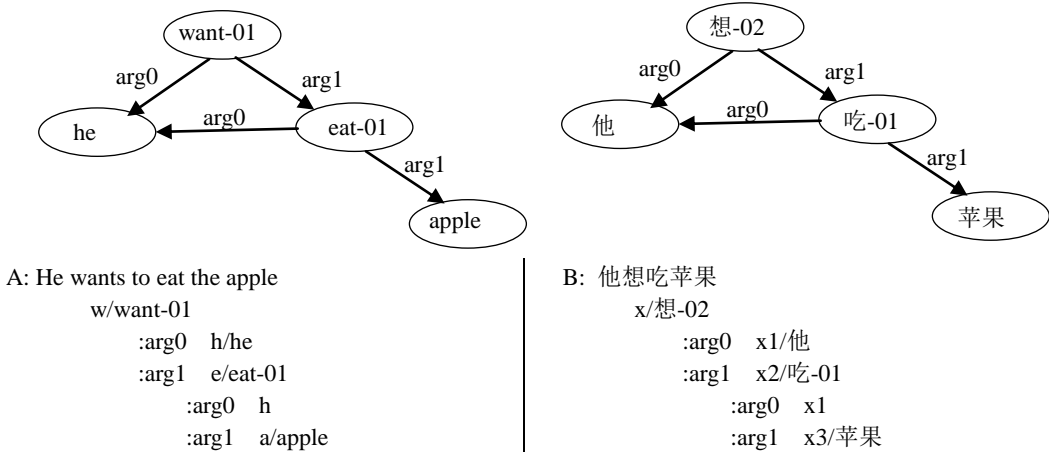 want-01
arg0
arg1
he
arg0
eat-01
arg1
apple
想-02
arg0
arg1
他
arg0
吃-01
arg1
苹果
A: He wants to eat the apple
w/want-01
:arg0 h/he
:arg1 e/eat-01
:arg0 h
:arg1 a/apple
B: 他想吃苹果
x/想-02
:arg0 x1/他
:arg1 x2/吃-01
:arg0 x1
:arg1 x3/苹果